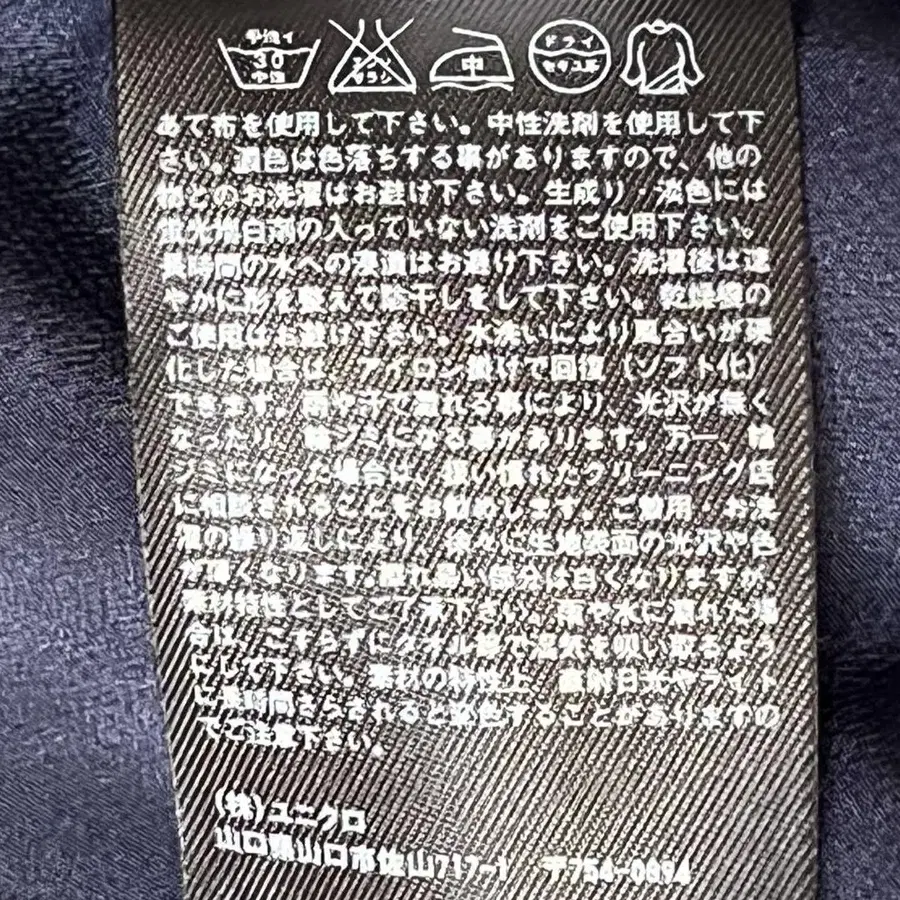 手洗イ 30 中性 エンソ サラシ 中 ドライ セキユ系
あて布を使用して下さい。中性洗剤を使用して下
さい。濃色は色落ちする事がありますので、他の
物とのお洗濯はお避け下さい。生成り・淡色には
蛍光増白剤の入っていない洗剤をご使用下さい。
長時間の水への浸漬はお避け下さい。洗濯後は速
やかに形を整えて陰干しをして下さい。乾燥機の
ご使用はお避け下さい。水洗いにより風合いが硬
化した場合は、アイロン掛けで回復（ソフト化）
できます。雨や汗で濡れる事により、光沢が無く
なったり、輪ジミになる事があります。万一、輪
ジミになった場合は、扱い慣れたクリーニング店
に相談されることをお勧めします。ご着用・お洗
濯の繰り返しにより、徐々に生地表面の光沢や色
が薄くなります。擦れ易い部分は白くなりますが、
素材特性としてご了承下さい。雨や水に濡れた場
合は、こすらずにタオル等で湿気を吸い取るよう
にして下さい。素材の特性上、直射日光やライト
に長時間さらされると変色することがありますの
でご注意下さい。
(株)ユニクロ
山口県山口市佐山717-1 〒754-0894